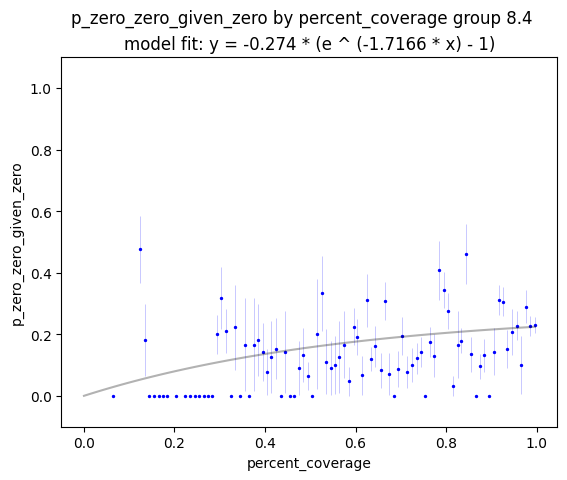 p_zero_zero_given_zero by percent_coverage group 8.4
model fit: y = -0.274 * (e ^ (-1.7166 * x) - 1)
1.0
0.8
0.6
0.4
0.2
0.0
p_zero_zero_given_zero
0.0 0.2 0.4 0.6 0.8 1.0
percent_coverage